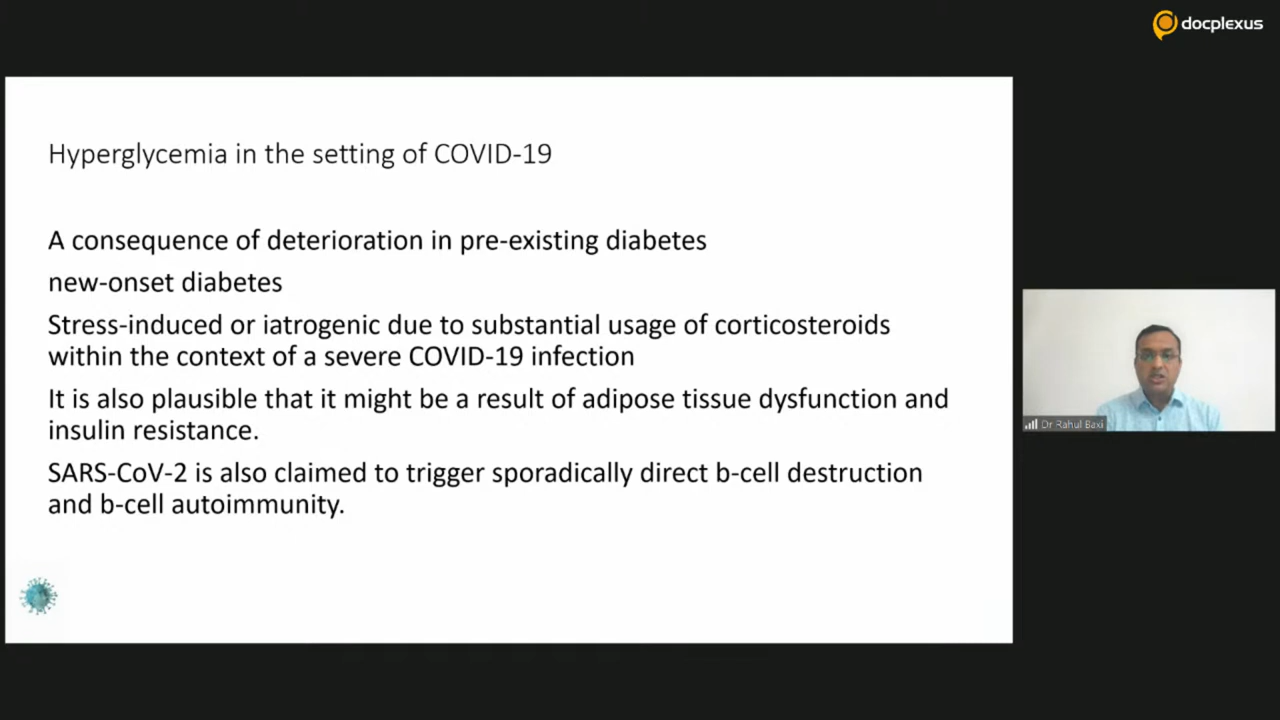 docplexus
Hyperglycemia in the setting of COVID-19
A consequence of deterioration in pre-existing diabetes
new-onset diabetes
Stress-induced or iatrogenic due to substantial usage of corticosteroids
within the context of a severe COVID-19 infection
It is also plausible that it might be a result of adipose tissue dysfunction and
insulin resistance.
SARS-CoV-2 is also claimed to trigger sporadically direct b-cell destruction
and b-cell autoimmunity.
Dr Rahul Baxi